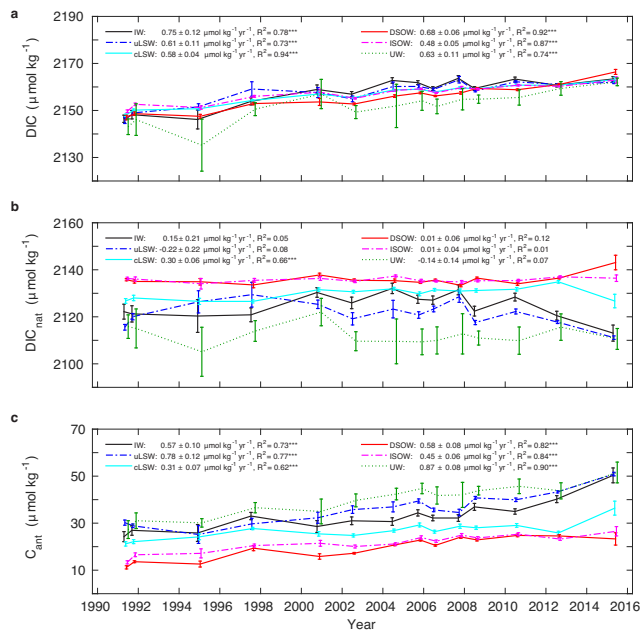 a
2190
2170
2150
2130
DIC (μmol kg⁻¹)
IW: 0.75 ± 0.12 μmol kg⁻¹ yr⁻¹, R²= 0.78***
uLSW: 0.61 ± 0.11 μmol kg⁻¹ yr⁻¹, R²= 0.73***
cLSW: 0.58 ± 0.04 μmol kg⁻¹ yr⁻¹, R²= 0.94***
DSOW: 0.68 ± 0.06 μmol kg⁻¹ yr⁻¹, R²= 0.92***
ISOW: 0.48 ± 0.05 μmol kg⁻¹ yr⁻¹, R²= 0.87***
UW: 0.63 ± 0.11 μmol kg⁻¹ yr⁻¹, R²= 0.74***
b
2160
2140
2120
2100
DICnat (μmol kg⁻¹)
IW: 0.15 ± 0.21 μmol kg⁻¹ yr⁻¹, R²= 0.05
uLSW: -0.22 ± 0.22 μmol kg⁻¹ yr⁻¹, R²= 0.08
cLSW: 0.30 ± 0.06 μmol kg⁻¹ yr⁻¹, R²= 0.66***
DSOW: 0.01 ± 0.06 μmol kg⁻¹ yr⁻¹, R²= 0.12
ISOW: 0.01 ± 0.04 μmol kg⁻¹ yr⁻¹, R²= 0.01
UW: -0.14 ± 0.14 μmol kg⁻¹ yr⁻¹, R²= 0.07
c
70
50
30
10
Cant (μmol kg⁻¹)
IW: 0.57 ± 0.10 μmol kg⁻¹ yr⁻¹, R²= 0.73***
uLSW: 0.78 ± 0.12 μmol kg⁻¹ yr⁻¹, R²= 0.77***
cLSW: 0.31 ± 0.07 μmol kg⁻¹ yr⁻¹, R²= 0.62***
DSOW: 0.58 ± 0.08 μmol kg⁻¹ yr⁻¹, R²= 0.82***
ISOW: 0.45 ± 0.06 μmol kg⁻¹ yr⁻¹, R²= 0.84***
UW: 0.87 ± 0.08 μmol kg⁻¹ yr⁻¹, R²= 0.90***
1990 1992 1994 1996 1998 2000 2002 2004 2006 2008 2010 2012 2014 2016
Year